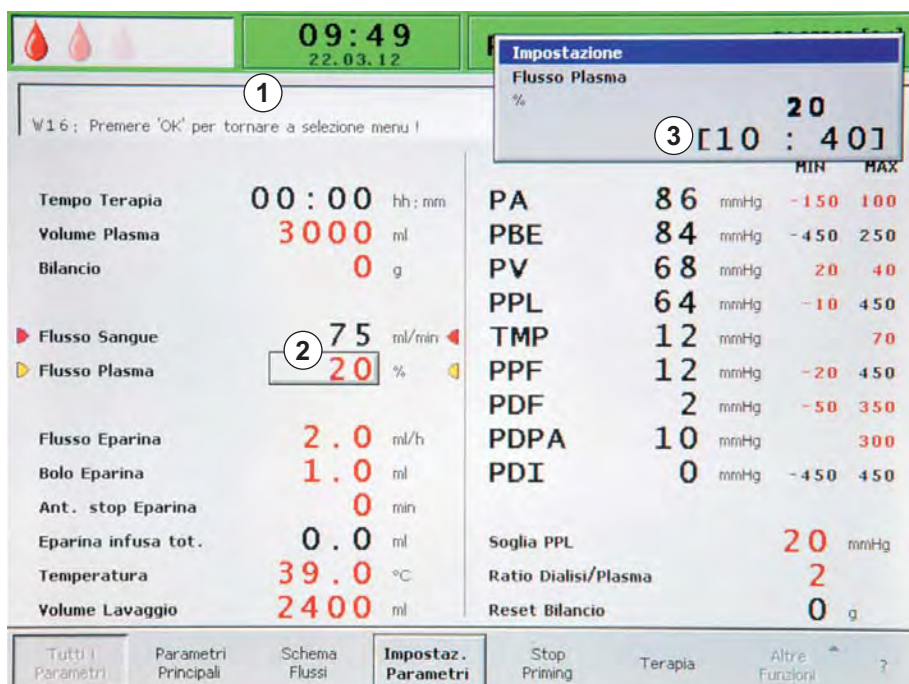 09:49
22.03.12
Impostazione
Flusso Plasma
% 20
3 [10 : 40]
1
W16: Premere 'OK' per tornare a selezione menu !
MIN MAX
Tempo Terapia 00:00 hh:mm
Volume Plasma 3000 ml
Bilancio 0 g
Flusso Sangue 75 ml/min
2
Flusso Plasma 20 %
Flusso Eparina 2.0 ml/h
Bolo Eparina 1.0 ml
Ant. stop Eparina 0 min
Eparina infusa tot. 0.0 ml
Temperatura 39.0 °C
Volume Lavaggio 2400 ml
PA 86 mmHg -150 100
PBE 84 mmHg -450 250
PV 68 mmHg 20 40
PPL 64 mmHg -10 450
TMP 12 mmHg 70
PPF 12 mmHg -20 450
PDF 2 mmHg -50 350
PDPA 10 mmHg 300
PDI 0 mmHg -450 450
Soglia PPL 20 mmHg
Ratio Dialisi/Plasma 2
Reset Bilancio 0 g
Tutti i
Parametri
Parametri
Principali
Schema
Flussi
Impostaz.
Parametri
Stop
Priming
Terapia
Altre
Funzioni
?